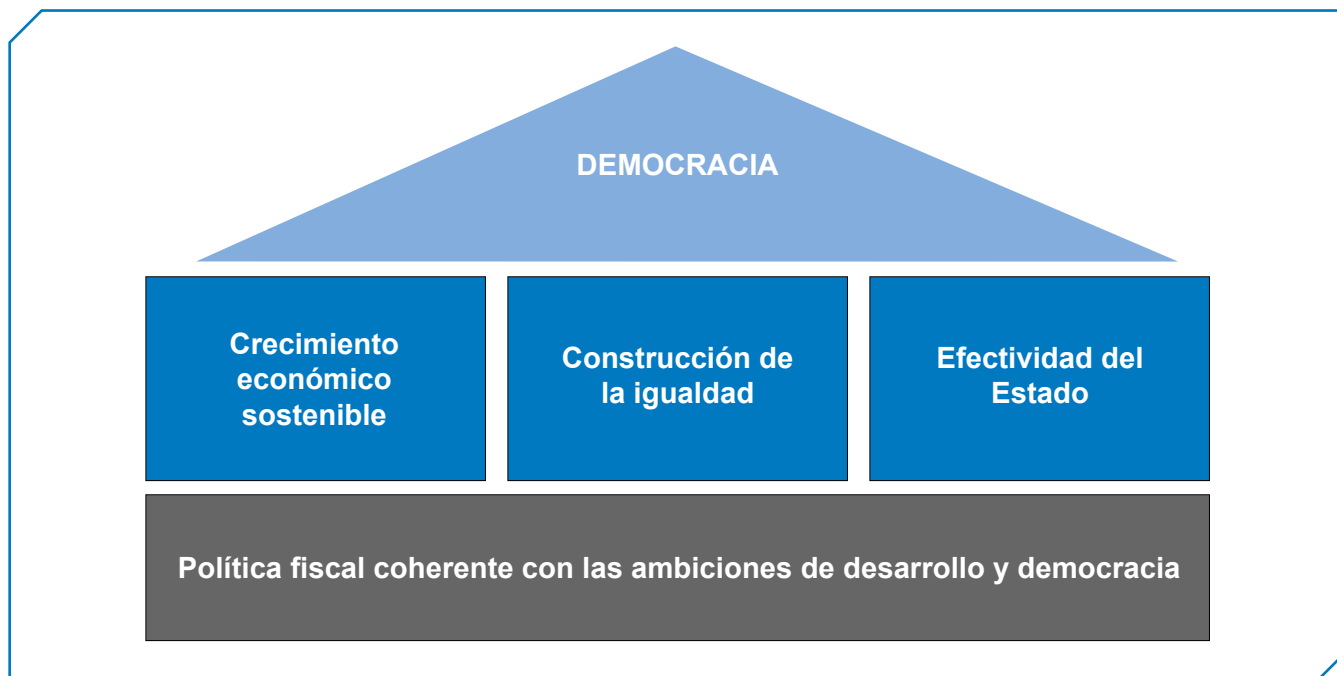 DEMOCRACIA
Crecimiento
económico
sostenible
Construcción de
la igualdad
Efectividad del
Estado
Política fiscal coherente con las ambiciones de desarrollo y democracia